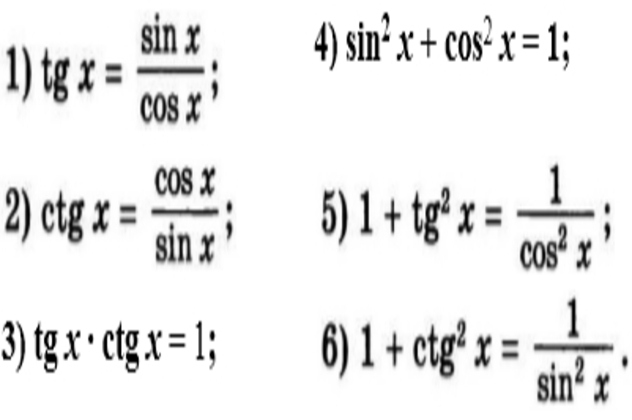 1) tg x = sin x / cos x;
2) ctg x = cos x / sin x;
3) tg x · ctg x = 1;
4) sin² x + cos² x = 1;
5) 1 + tg² x = 1 / cos² x;
6) 1 + ctg² x = 1 / sin² x.